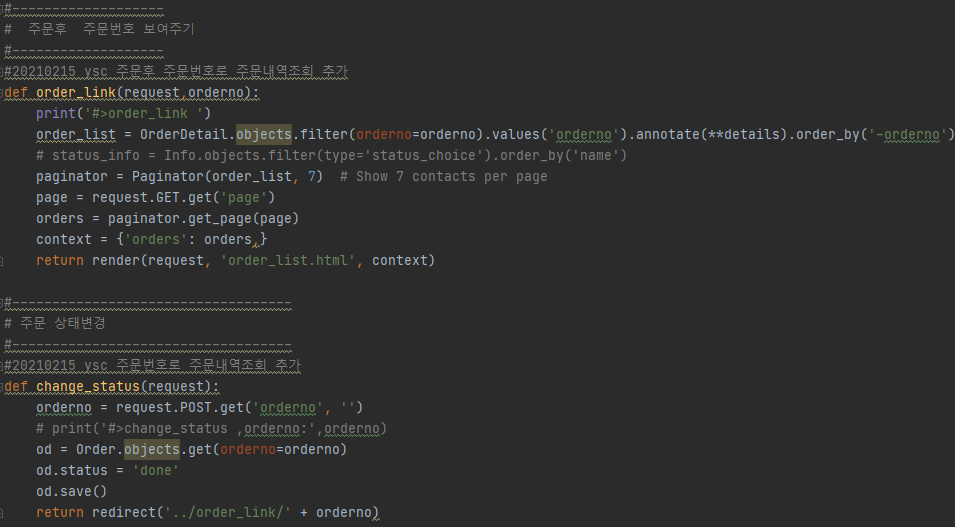 #-------------------
#  주문후  주문번호 보여주기
#-------------------
#20210215 ysc 주문후 주문번호로 주문내역조회 추가
def order_link(request,orderno):
    print('#>order_link ')
    order_list = OrderDetail.objects.filter(orderno=orderno).values('orderno').annotate(**details).order_by('-orderno')
    # status_info = Info.objects.filter(type='status_choice').order_by('name')
    paginator = Paginator(order_list, 7)  # Show 7 contacts per page
    page = request.GET.get('page')
    orders = paginator.get_page(page)
    context = {'orders': orders,}
    return render(request, 'order_list.html', context)
#-----------------------------------
# 주문 상태변경
#-----------------------------------
#20210215 ysc 주문번호로 주문내역조회 추가
def change_status(request):
    orderno = request.POST.get('orderno', '')
    # print('#>change_status ,orderno:',orderno)
    od = Order.objects.get(orderno=orderno)
    od.status = 'done'
    od.save()
    return redirect('../order_link/' + orderno)